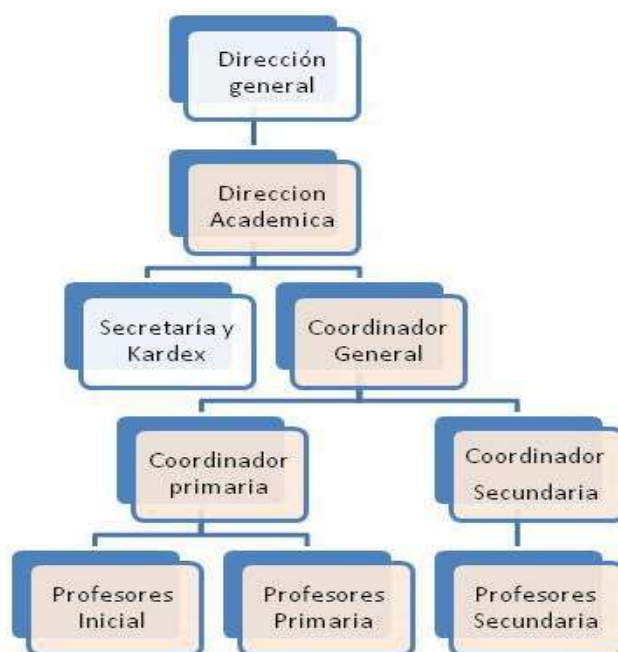 Dirección
general
Direccion
Academica
Secretaría y
Kardex
Coordinador
General
Coordinador
primaria
Coordinador
Secundaria
Profesores
Inicial
Profesores
Primaria
Profesores
Secundaria